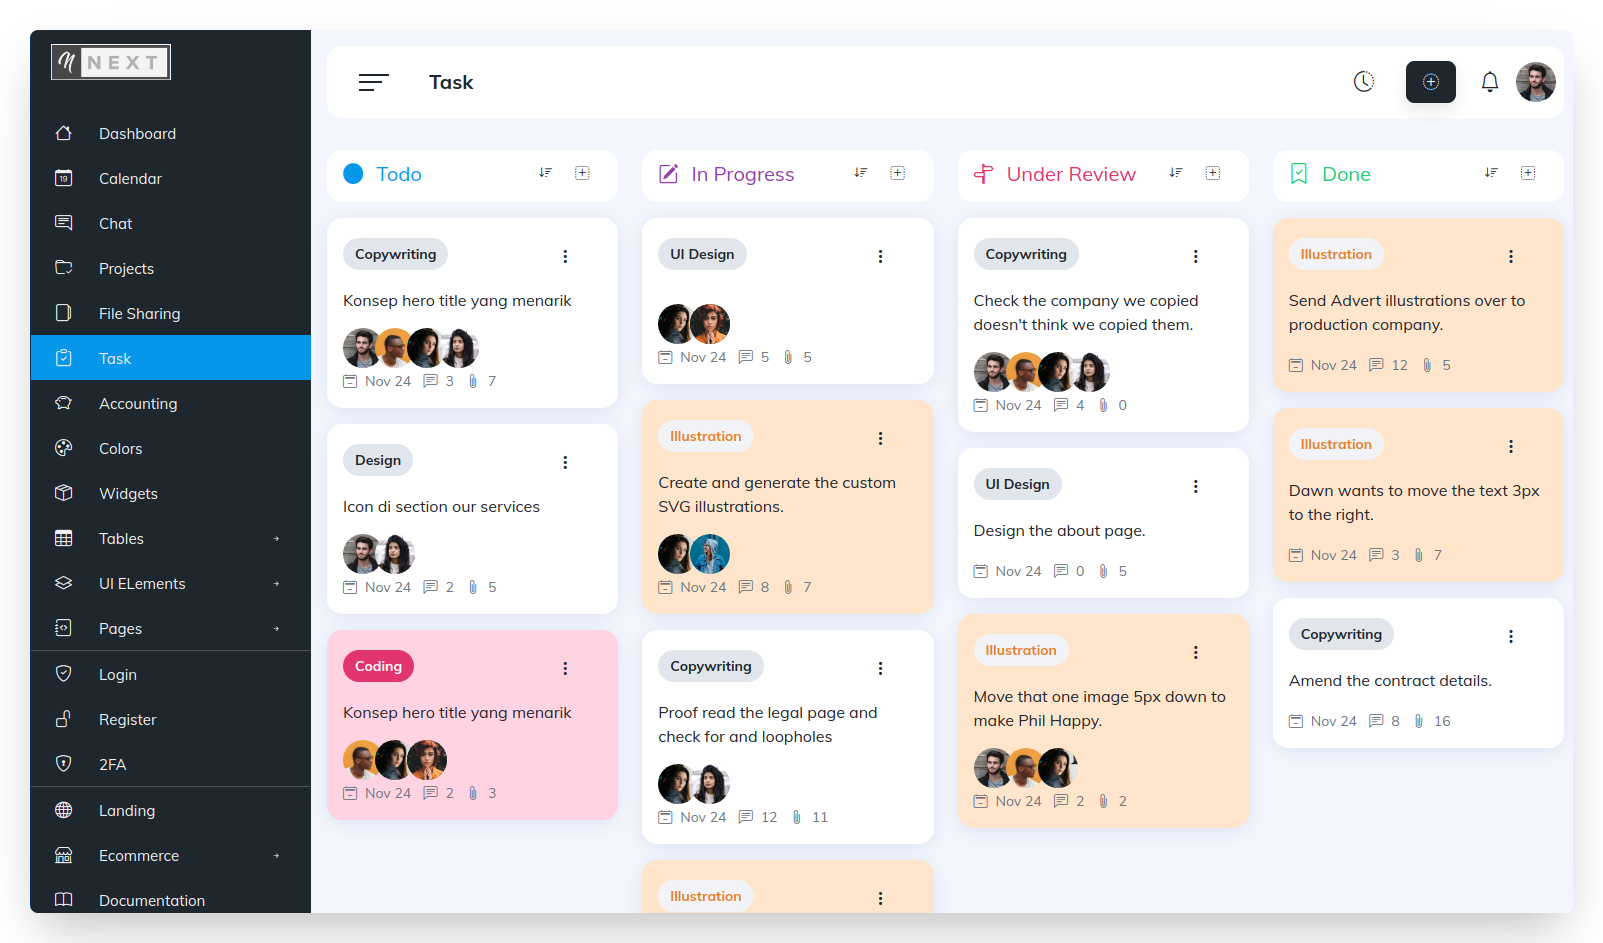 NEXT
Dashboard
19
Calendar
Chat
Projects
File Sharing
Task
Accounting
Colors
Widgets
Tables
UI ELements
Pages
Login
Register
2FA
Landing
Ecommerce
Documentation
Task
Todo
Copywriting
Konsep hero title yang menarik
Nov 24 3 7
Design
Icon di section our services
Nov 24 2 5
Coding
Konsep hero title yang menarik
Nov 24 2 3
In Progress
UI Design
Nov 24 5 5
Illustration
Create and generate the custom
SVG illustrations.
Nov 24 8 7
Copywriting
Proof read the legal page and
check for and loopholes
Nov 24 12 11
Illustration
Under Review
Copywriting
Check the company we copied
doesn't think we copied them.
Nov 24 4 0
UI Design
Design the about page.
Nov 24 0 5
Illustration
Move that one image 5px down to
make Phil Happy.
Nov 24 2 2
Done
Illustration
Send Advert illustrations over to
production company.
Nov 24 12 5
Illustration
Dawn wants to move the text 3px
to the right.
Nov 24 3 7
Copywriting
Amend the contract details.
Nov 24 8 16